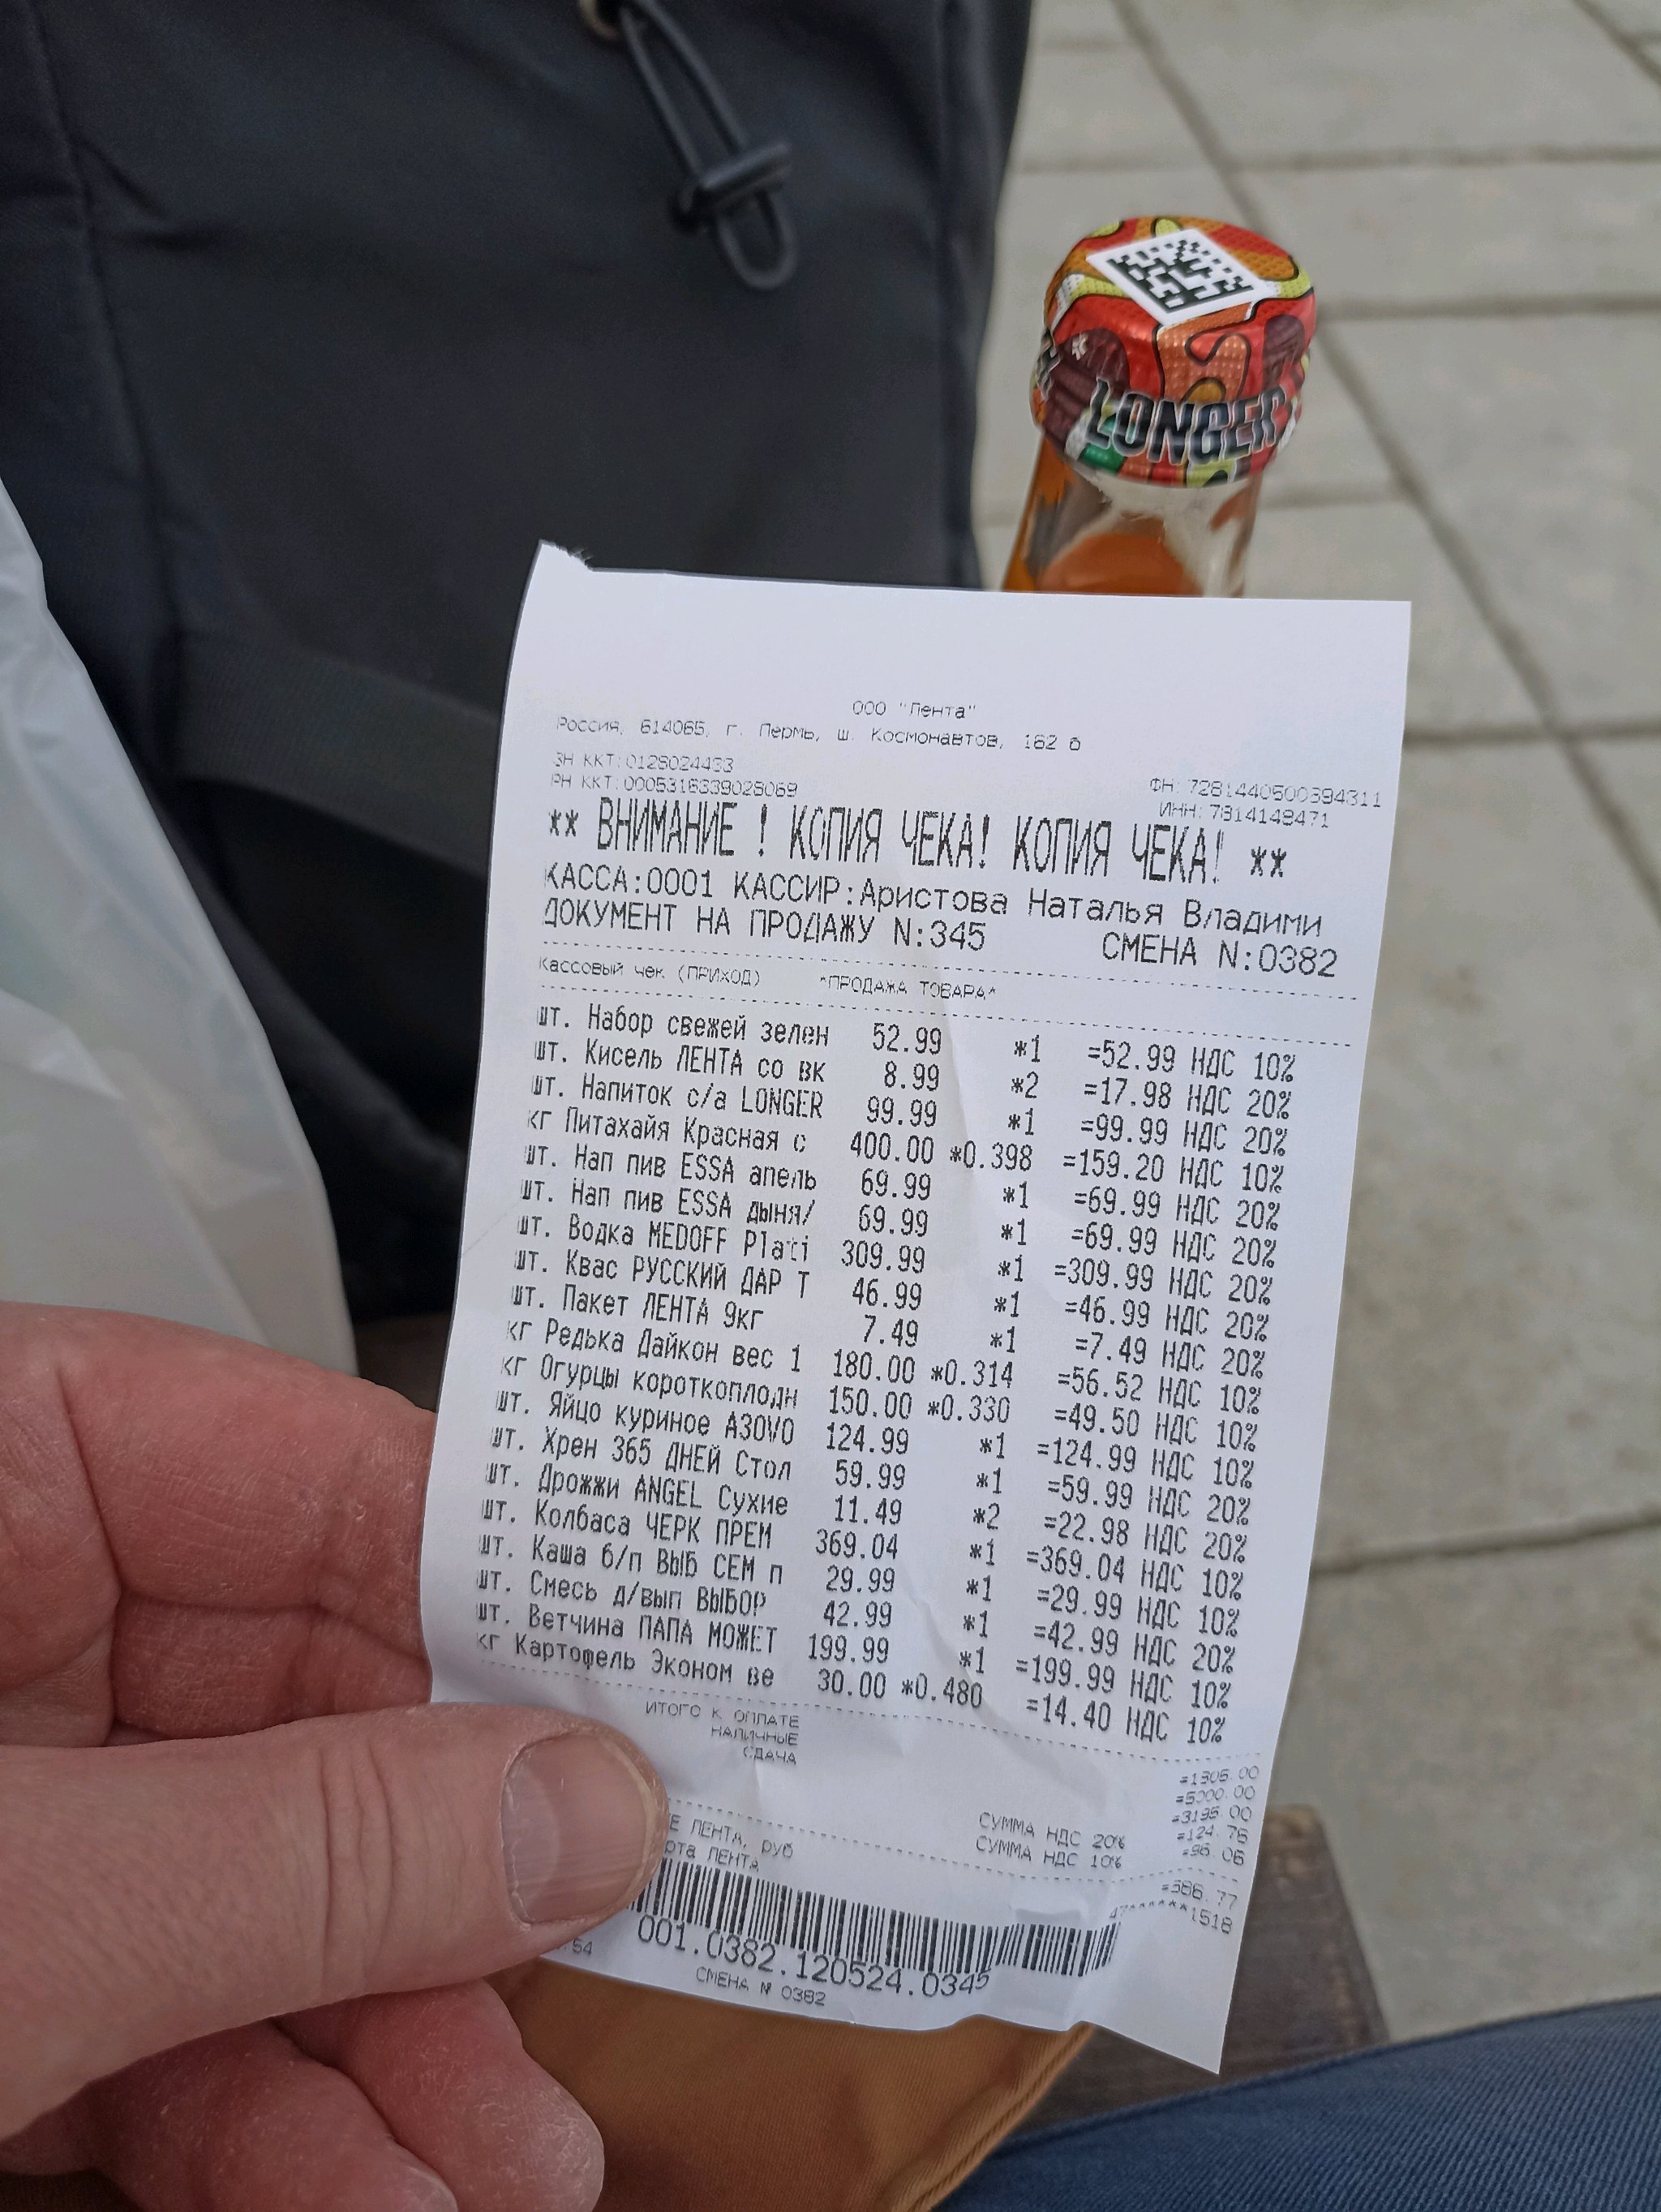 LONGER
ООО "Лента"
Россия, 614065, г. Пермь, ш. Космонавтов, 162 б
ЗН ККТ:0128024433 ФН:7281440500394311
РН ККТ:0005316339028069 ИНН:7814148471
** ВНИМАНИЕ ! КОПИЯ ЧЕКА! КОПИЯ ЧЕКА! **
КАССА:0001 КАССИР:Аристова Наталья Владими
ДОКУМЕНТ НА ПРОДАЖУ N:345 СМЕНА N:0382
Кассовый чек (ПРИХОД) *ПРОДАЖА ТОВАРА*
шт. Набор свежей зелен 52.99 *1 =52.99 НДС 10%
шт. Кисель ЛЕНТА со вк 8.99 *2 =17.98 НДС 20%
шт. Напиток с/а LONGER 99.99 *1 =99.99 НДС 20%
кг Питахайя Красная с 400.00 *0.398 =159.20 НДС 10%
шт. Нап пив ESSA апель 69.99 *1 =69.99 НДС 20%
шт. Нап пив ESSA дыня/ 69.99 *1 =69.99 НДС 20%
шт. Водка MEDOFF Plati 309.99 *1 =309.99 НДС 20%
шт. Квас РУССКИЙ ДАР Т 46.99 *1 =46.99 НДС 20%
шт. Пакет ЛЕНТА 9кг 7.49 *1 =7.49 НДС 20%
кг Редька Дайкон вес 1 180.00 *0.314 =56.52 НДС 10%
кг Огурцы короткоплодн 150.00 *0.330 =49.50 НДС 10%
шт. Яйцо куриное AЗОVO 124.99 *1 =124.99 НДС 10%
шт. Хрен 365 ДНЕЙ Стол 59.99 *1 =59.99 НДС 20%
шт. Дрожжи ANGEL Сухие 11.49 *2 =22.98 НДС 20%
шт. Колбаса ЧЕРК ПРЕМ 369.04 *1 =369.04 НДС 10%
шт. Каша б/п ВЫБ СЕМ п 29.99 *1 =29.99 НДС 10%
шт. Смесь д/вып ВЫБОР 42.99 *1 =42.99 НДС 20%
шт. Ветчина ПАПА МОЖЕТ 199.99 *1 =199.99 НДС 10%
кг Картофель Эконом ве 30.00 *0.480 =14.40 НДС 10%
ИТОГО К ОПЛАТЕ =1805.00
НАЛИЧНЫЕ =5000.00
СДАЧА =3195.00
СУММА НДС 20% =124.76
СУММА НДС 10% =96.06
Е ЛЕНТА, руб =586.77
рта ЛЕНТА 47*******1518
001.0382.120524.0345
54
СМЕНА № 0382